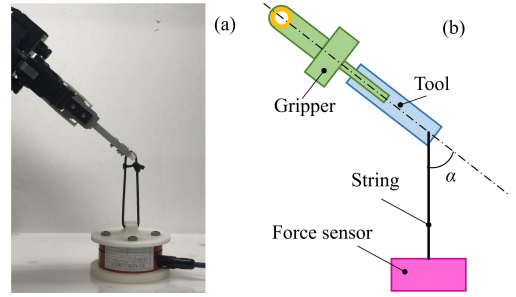 (a)
(b)
Tool
Gripper
α
String
Force sensor